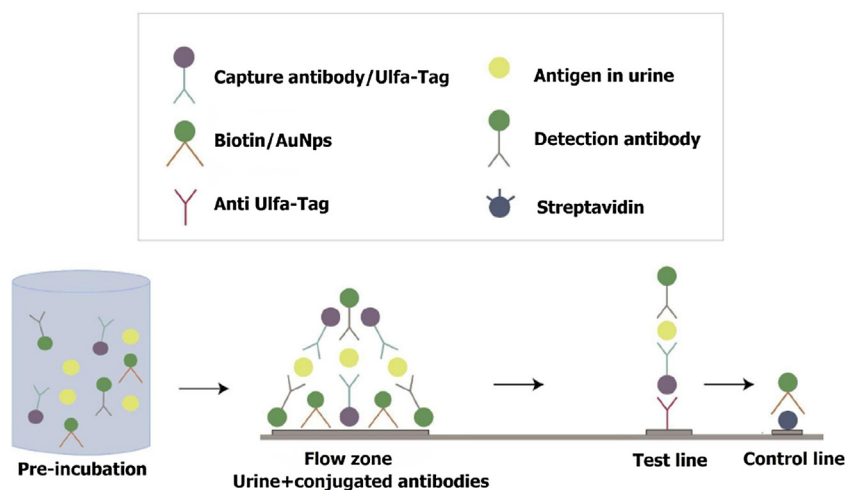 Capture antibody/Ulfa-Tag
Antigen in urine
Biotin/AuNps
Detection antibody
Anti Ulfa-Tag
Streptavidin
Pre-incubation
Flow zone
Urine+conjugated antibodies
Test line
Control line